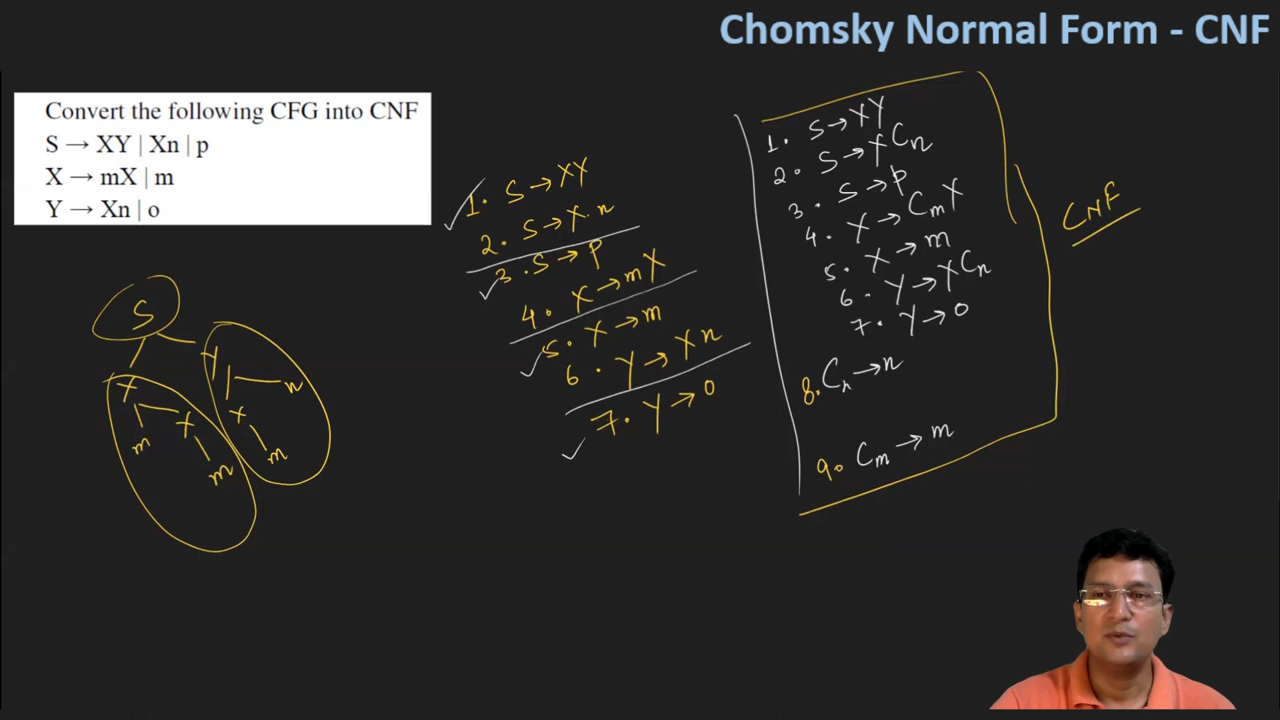 Chomsky Normal Form - CNF
Convert the following CFG into CNF
S → XY | Xn | p
X → mX | m
Y → Xn | o
1. S → XY
2. S → X·n
3. S → p
4. X → mX
5. X → m
6. Y → Xn
7. Y → o
1. S → XY
2. S → XCn
3. S → p
4. X → CmX
5. X → m
6. Y → XCn
7. Y → o
8. Cn → n
9. Cm → m
CNF
S
X Y
n
X X
m m m